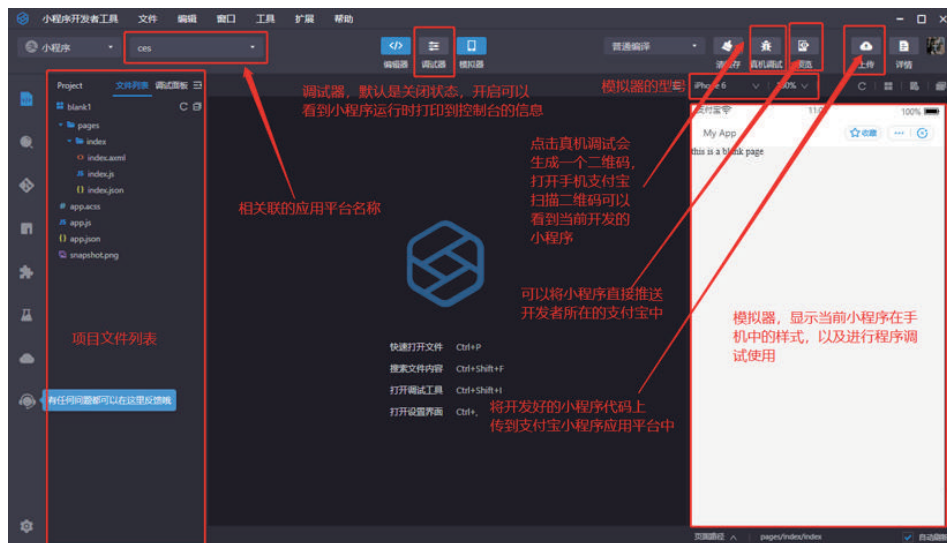 小程序开发者工具 文件 编辑 窗口 工具 扩展 帮助
小程序 ces 普通编译
编辑器 调试器 模拟器 清缓存 真机调试 预览 上传 详情
Project 文件列表 调试面板
blank1
pages
index
index.axml
index.js
index.json
app.acss
app.js
app.json
snapshot.png
项目文件列表
有任何问题都可以在这里反馈哦
调试器，默认是关闭状态，开启可以
看到小程序运行时打印到控制台的信息
相关联的应用平台名称
模拟器的型号
iPhone 6 100%
点击真机调试会
生成一个二维码，
打开手机支付宝
扫描二维码可以
看到当前开发的
小程序
可以将小程序直接推送
开发者所在的支付宝中
快速打开文件 Ctrl+P
搜索文件内容 Ctrl+Shift+F
打开调试工具 Ctrl+Shift+I
打开设置界面 Ctrl+,
将开发好的小程序代码上
传到支付宝小程序应用平台中
支付宝 100%
My App 收藏
this is a blank page
模拟器，显示当前小程序在手
机中的样式，以及进行程序调
试使用
页面路径 pages/index/index 自动刷新